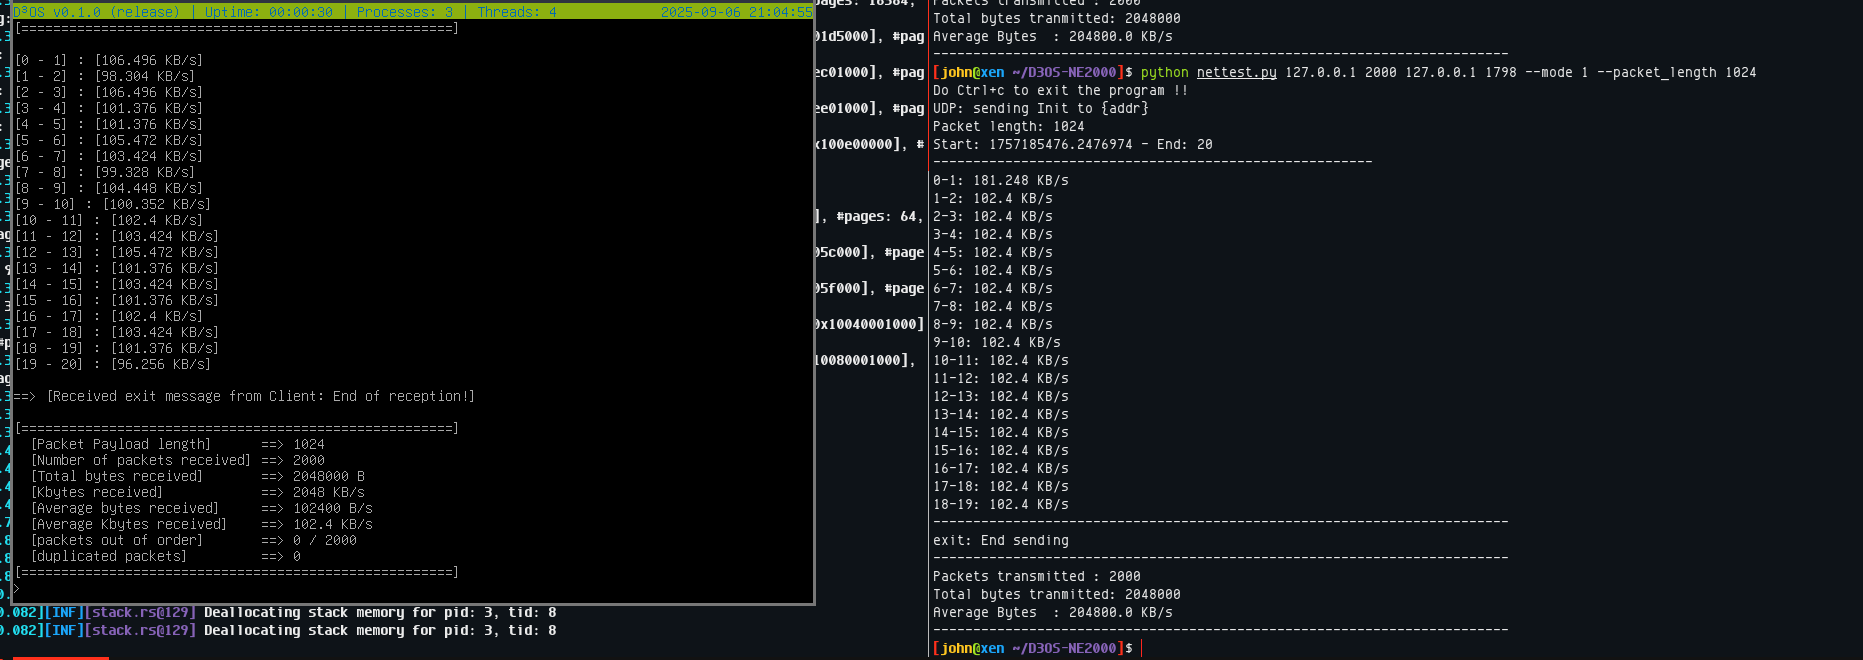 D³OS v0.1.0 (release) | Uptime: 00:00:30 | Processes: 3 | Threads: 4 2025-09-06 21:04:55
[======================================================]
[0 - 1] : [106.496 KB/s]
[1 - 2] : [98.304 KB/s]
[2 - 3] : [106.496 KB/s]
[3 - 4] : [101.376 KB/s]
[4 - 5] : [101.376 KB/s]
[5 - 6] : [105.472 KB/s]
[6 - 7] : [103.424 KB/s]
[7 - 8] : [99.328 KB/s]
[8 - 9] : [104.448 KB/s]
[9 - 10] : [100.352 KB/s]
[10 - 11] : [102.4 KB/s]
[11 - 12] : [103.424 KB/s]
[12 - 13] : [105.472 KB/s]
[13 - 14] : [101.376 KB/s]
[14 - 15] : [103.424 KB/s]
[15 - 16] : [101.376 KB/s]
[16 - 17] : [102.4 KB/s]
[17 - 18] : [103.424 KB/s]
[18 - 19] : [101.376 KB/s]
[19 - 20] : [96.256 KB/s]
==> [Received exit message from Client: End of reception!]
[======================================================]
[Packet Payload length] ==> 1024
[Number of packets received] ==> 2000
[Total bytes received] ==> 2048000 B
[Kbytes received] ==> 2048 KB/s
[Average bytes received] ==> 102400 B/s
[Average Kbytes received] ==> 102.4 KB/s
[packets out of order] ==> 0 / 2000
[duplicated packets] ==> 0
[======================================================]
>
0.082][INF][stack.rs@129] Deallocating stack memory for pid: 3, tid: 8
0.082][INF][stack.rs@129] Deallocating stack memory for pid: 3, tid: 8
01d5000], #pag
ec01000], #pag
ee01000], #pag
x100e00000], #
], #pages: 64,
05c000], #page
05f000], #page
0x10040001000]
10080001000],
Packets transmitted : 2000
Total bytes tranmitted: 2048000
Average Bytes  : 204800.0 KB/s
------------------------------------------------------------------------
[john@xen ~/D3OS-NE2000]$ python nettest.py 127.0.0.1 2000 127.0.0.1 1798 --mode 1 --packet_length 1024
Do Ctrl+c to exit the program !!
UDP: sending Init to {addr}
Packet length: 1024
Start: 1757185476.2476974 - End: 20
-------------------------------------------------------
0-1: 181.248 KB/s
1-2: 102.4 KB/s
2-3: 102.4 KB/s
3-4: 102.4 KB/s
4-5: 102.4 KB/s
5-6: 102.4 KB/s
6-7: 102.4 KB/s
7-8: 102.4 KB/s
8-9: 102.4 KB/s
9-10: 102.4 KB/s
10-11: 102.4 KB/s
11-12: 102.4 KB/s
12-13: 102.4 KB/s
13-14: 102.4 KB/s
14-15: 102.4 KB/s
15-16: 102.4 KB/s
16-17: 102.4 KB/s
17-18: 102.4 KB/s
18-19: 102.4 KB/s
------------------------------------------------------------------------
exit: End sending
------------------------------------------------------------------------
Packets transmitted : 2000
Total bytes tranmitted: 2048000
Average Bytes  : 204800.0 KB/s
------------------------------------------------------------------------
[john@xen ~/D3OS-NE2000]$